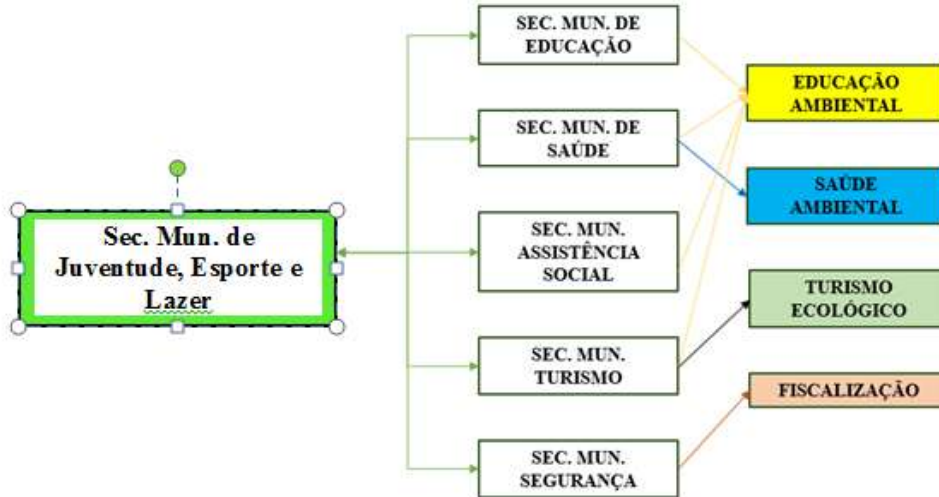 SEC. MUN. DE
EDUCAÇÃO
EDUCAÇÃO
AMBIENTAL
SEC. MUN. DE
SAÚDE
SAÚDE
AMBIENTAL
Sec. Mun. de
Juventude, Esporte e
Lazer
SEC. MUN.
ASSISTÊNCIA
SOCIAL
TURISMO
ECOLÓGICO
SEC. MUN.
TURISMO
FISCALIZAÇÃO
SEC. MUN.
SEGURANÇA